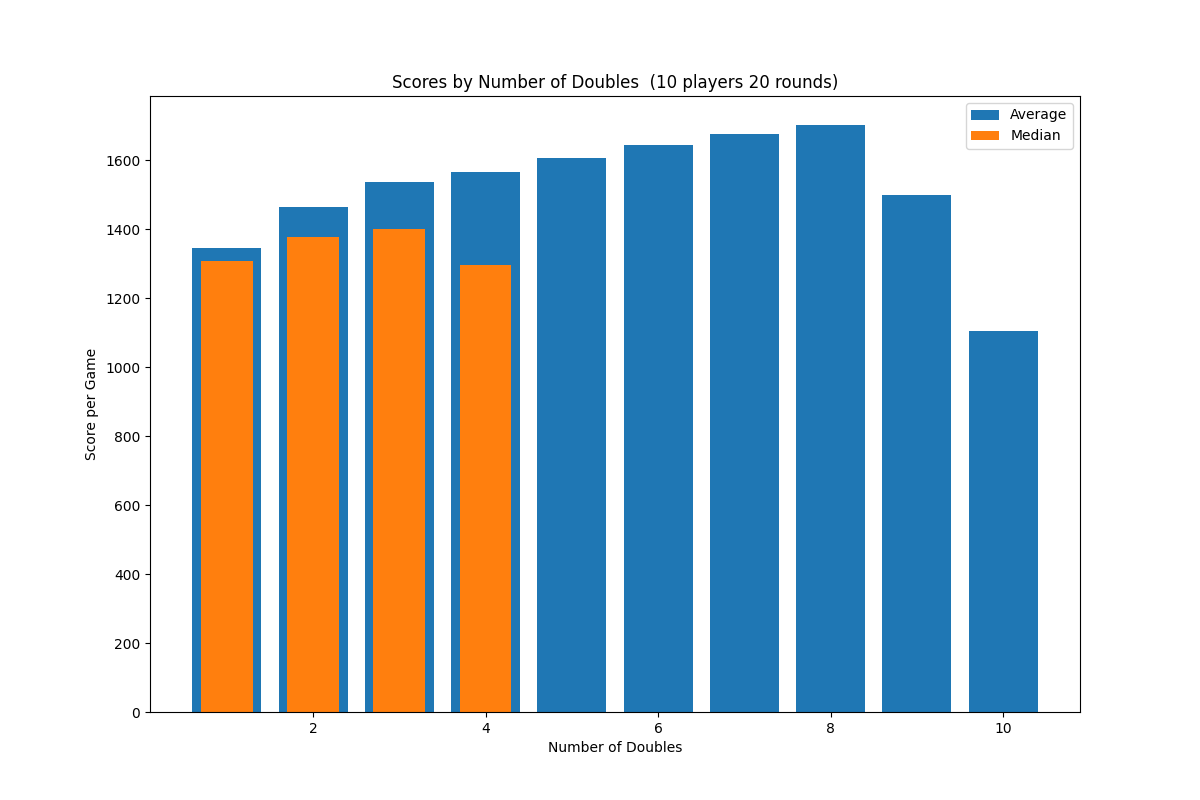 Scores by Number of Doubles  (10 players 20 rounds)
Average
Median
Score per Game
1600
1400
1200
1000
800
600
400
200
0
2 4 6 8 10
Number of Doubles